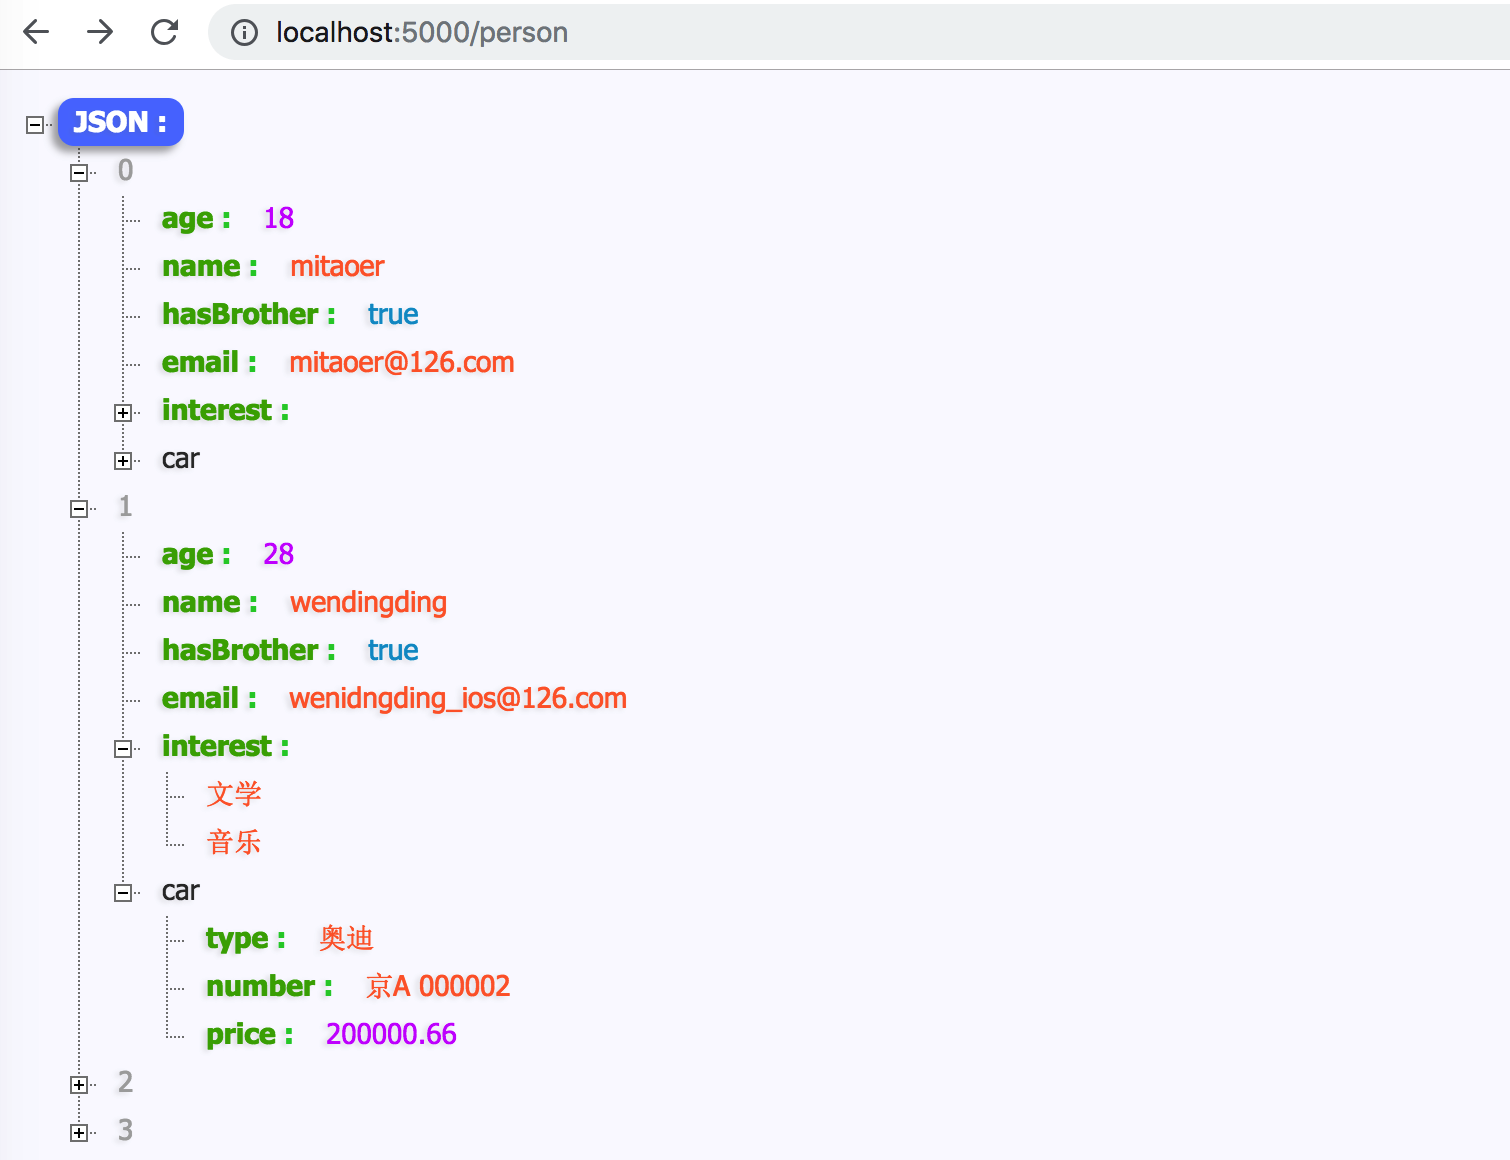 localhost:5000/person
JSON :
0
age : 18
name : mitaoer
hasBrother : true
email : mitaoer@126.com
interest :
car
1
age : 28
name : wendingding
hasBrother : true
email : wenidngding_ios@126.com
interest :
文学
音乐
car
type : 奥迪
number : 京A 000002
price : 200000.66
2
3